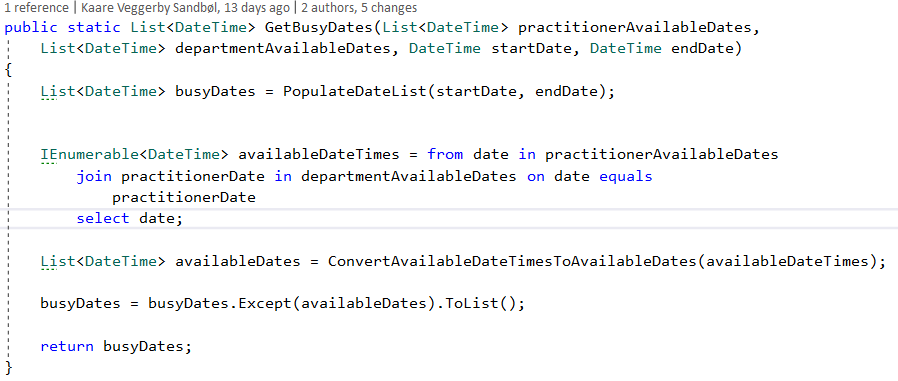 1 reference | Kaare Veggerby Sandbøl, 13 days ago | 2 authors, 5 changes
public static List<DateTime> GetBusyDates(List<DateTime> practitionerAvailableDates,
    List<DateTime> departmentAvailableDates, DateTime startDate, DateTime endDate)
{
    List<DateTime> busyDates = PopulateDateList(startDate, endDate);
    IEnumerable<DateTime> availableDateTimes = from date in practitionerAvailableDates
        join practitionerDate in departmentAvailableDates on date equals
            practitionerDate
        select date;
    List<DateTime> availableDates = ConvertAvailableDateTimesToAvailableDates(availableDateTimes);
    busyDates = busyDates.Except(availableDates).ToList();
    return busyDates;
}